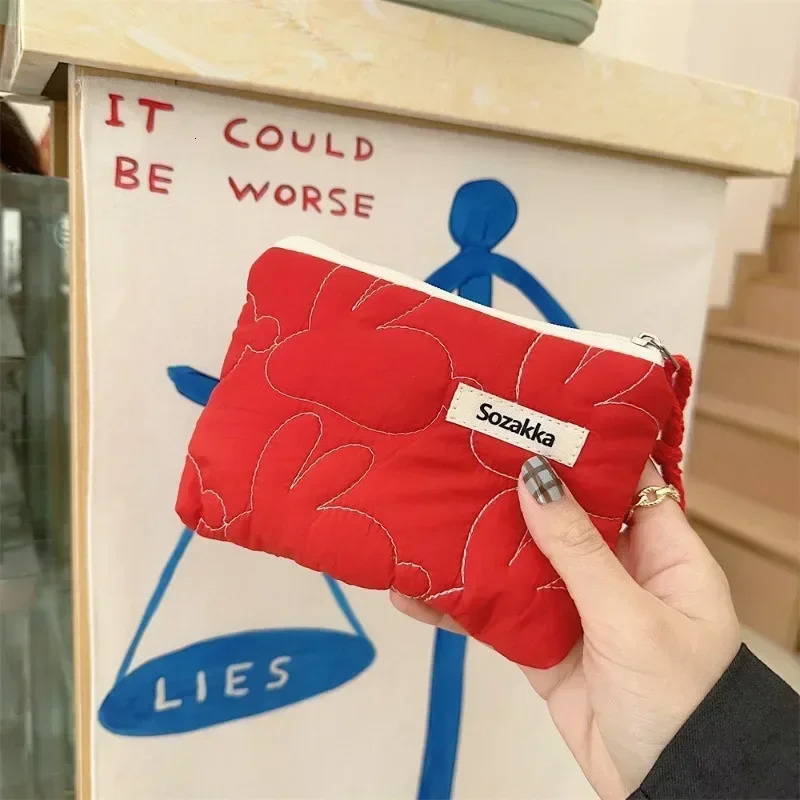 IT COULD
BE WORSE
Sozakka
LIES